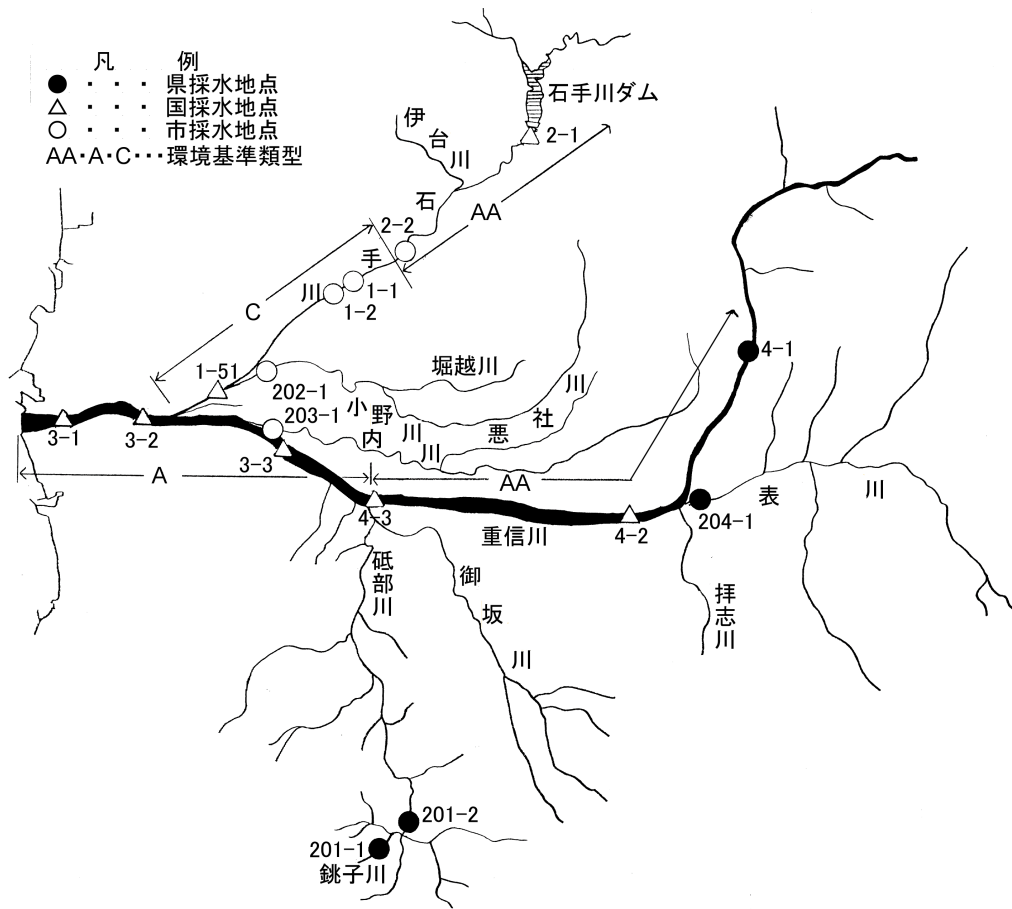 凡 例
●・・・県採水地点
△・・・国採水地点
○・・・市採水地点
AA・A・C・・・環境基準類型
石手川ダム
2-1
伊台川
AA
石手川
2-2
1-1
1-2
C
1-51
202-1
堀越川
小野川
悪社川
203-1
内川
4-1
3-1
3-2
3-3
A
AA
4-3
重信川
4-2
204-1
表川
砥部川
御坂川
拝志川
201-2
201-1
銚子川